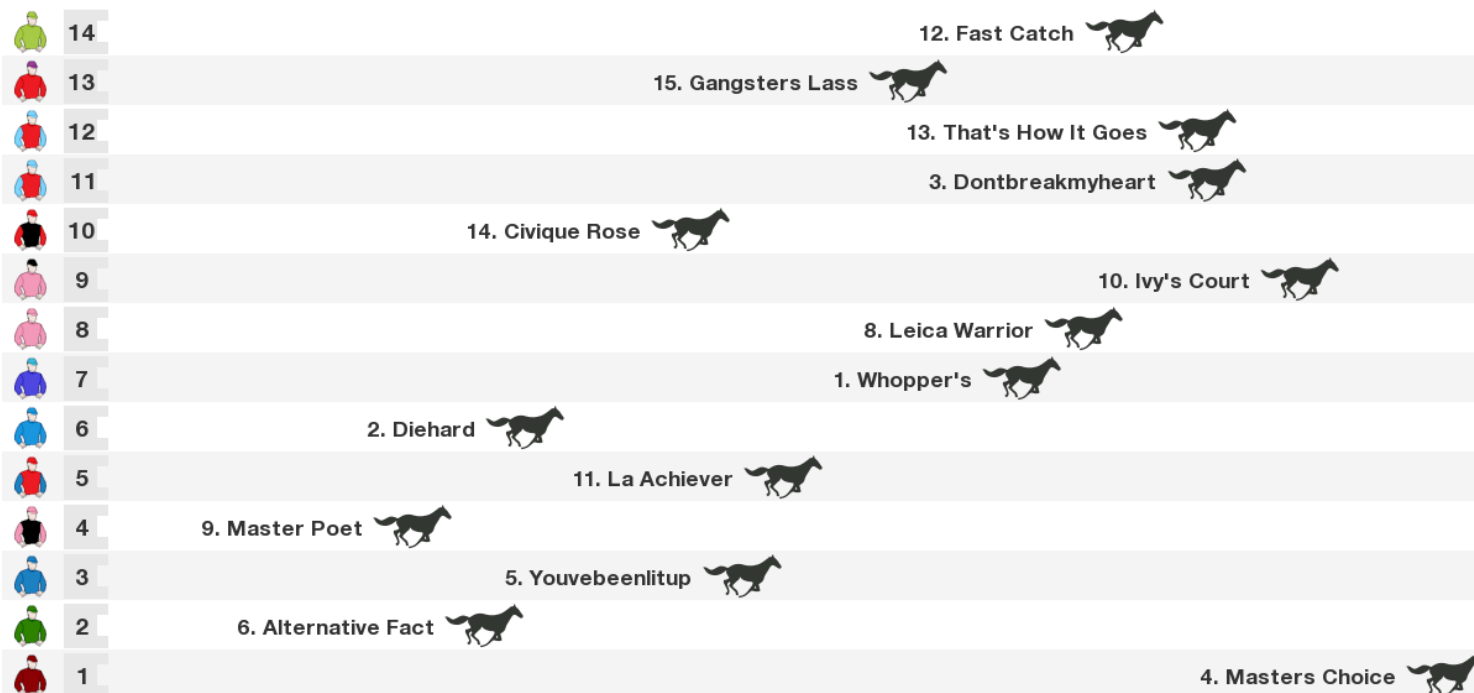 14 12. Fast Catch
13 15. Gangsters Lass
12 13. That's How It Goes
11 3. Dontbreakmyheart
10 14. Civique Rose
9 10. Ivy's Court
8 8. Leica Warrior
7 1. Whopper's
6 2. Diehard
5 11. La Achiever
4 9. Master Poet
3 5. Youvebeenlitup
2 6. Alternative Fact
1 4. Masters Choice